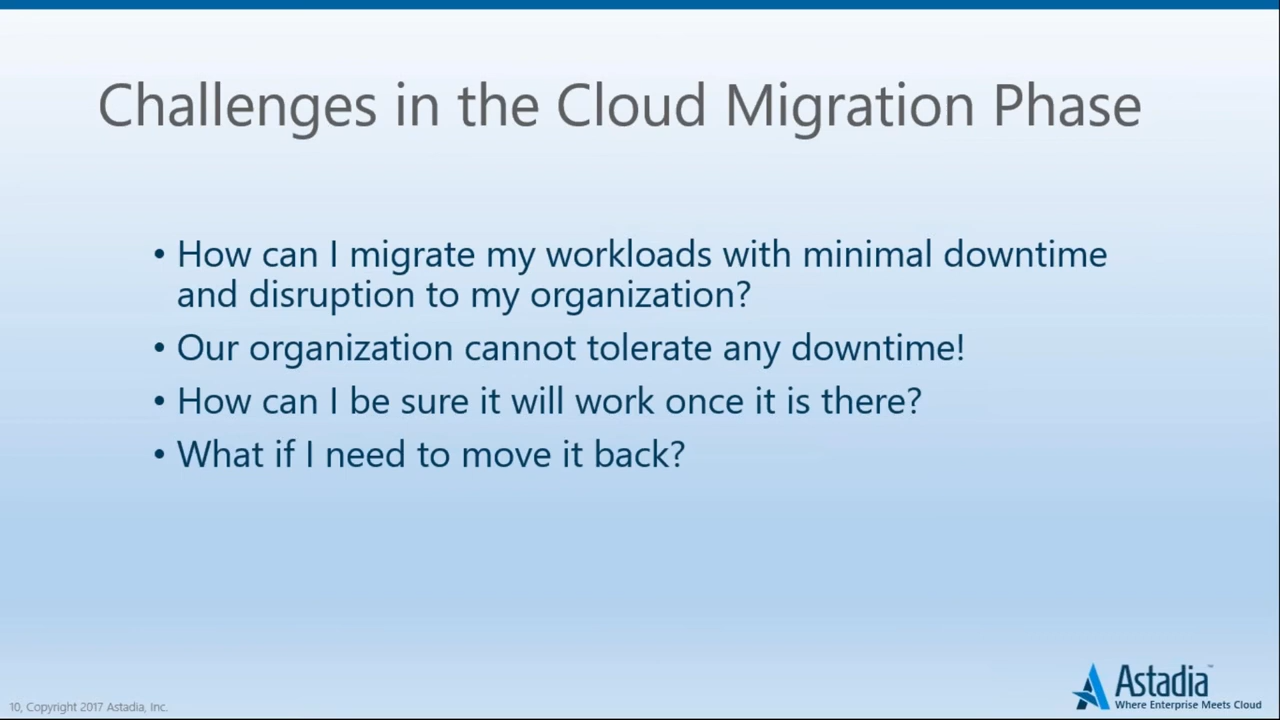 Challenges in the Cloud Migration Phase
• How can I migrate my workloads with minimal downtime
and disruption to my organization?
• Our organization cannot tolerate any downtime!
• How can I be sure it will work once it is there?
• What if I need to move it back?
10, Copyright 2017 Astadia, Inc.
Astadia™
Where Enterprise Meets Cloud